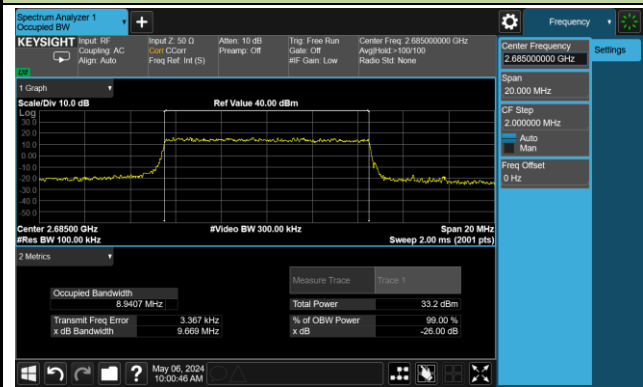 Spectrum Analyzer 1
Occupied BW
Frequency
KEYSIGHT
Input: RF
Coupling: AC
Align: Auto
Input Z: 50 Ω
Corr CCorr
Freq Ref: Int (S)
Atten: 10 dB
Preamp: Off
Trig: Free Run
Gate: Off
#IF Gain: Low
Center Freq: 2.685000000 GHz
Avg|Hold:>100/100
Radio Std: None
Center Frequency
2.685000000 GHz
Settings
Span
20.000 MHz
CF Step
2.000000 MHz
Auto
Man
Freq Offset
0 Hz
1 Graph
Scale/Div 10.0 dB
Ref Value 40.00 dBm
Log
30.0
20.0
10.0
0.00
-10.0
-20.0
-30.0
-40.0
-50.0
Center 2.68500 GHz
#Video BW 300.00 kHz
Span 20 MHz
#Res BW 100.00 kHz
Sweep 2.00 ms (2001 pts)
2 Metrics
Measure Trace
Trace 1
Occupied Bandwidth
8.9407 MHz
Total Power
33.2 dBm
Transmit Freq Error
3.367 kHz
% of OBW Power
99.00 %
x dB Bandwidth
9.669 MHz
x dB
-26.00 dB
?
May 06, 2024
10:00:46 AM